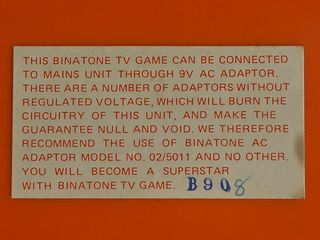 THIS BINATONE TV GAME CAN BE CONNECTED
TO MAINS UNIT THROUGH 9V AC ADAPTOR.
THERE ARE A NUMBER OF ADAPTORS WITHOUT
REGULATED VOLTAGE, WHICH WILL BURN THE
CIRCUITRY OF THIS UNIT, AND MAKE THE
GUARANTEE NULL AND VOID. WE THEREFORE
RECOMMEND THE USE OF BINATONE AC
ADAPTOR MODEL NO. 02/5011 AND NO OTHER.
YOU WILL BECOME A SUPERSTAR
WITH BINATONE TV GAME. B908